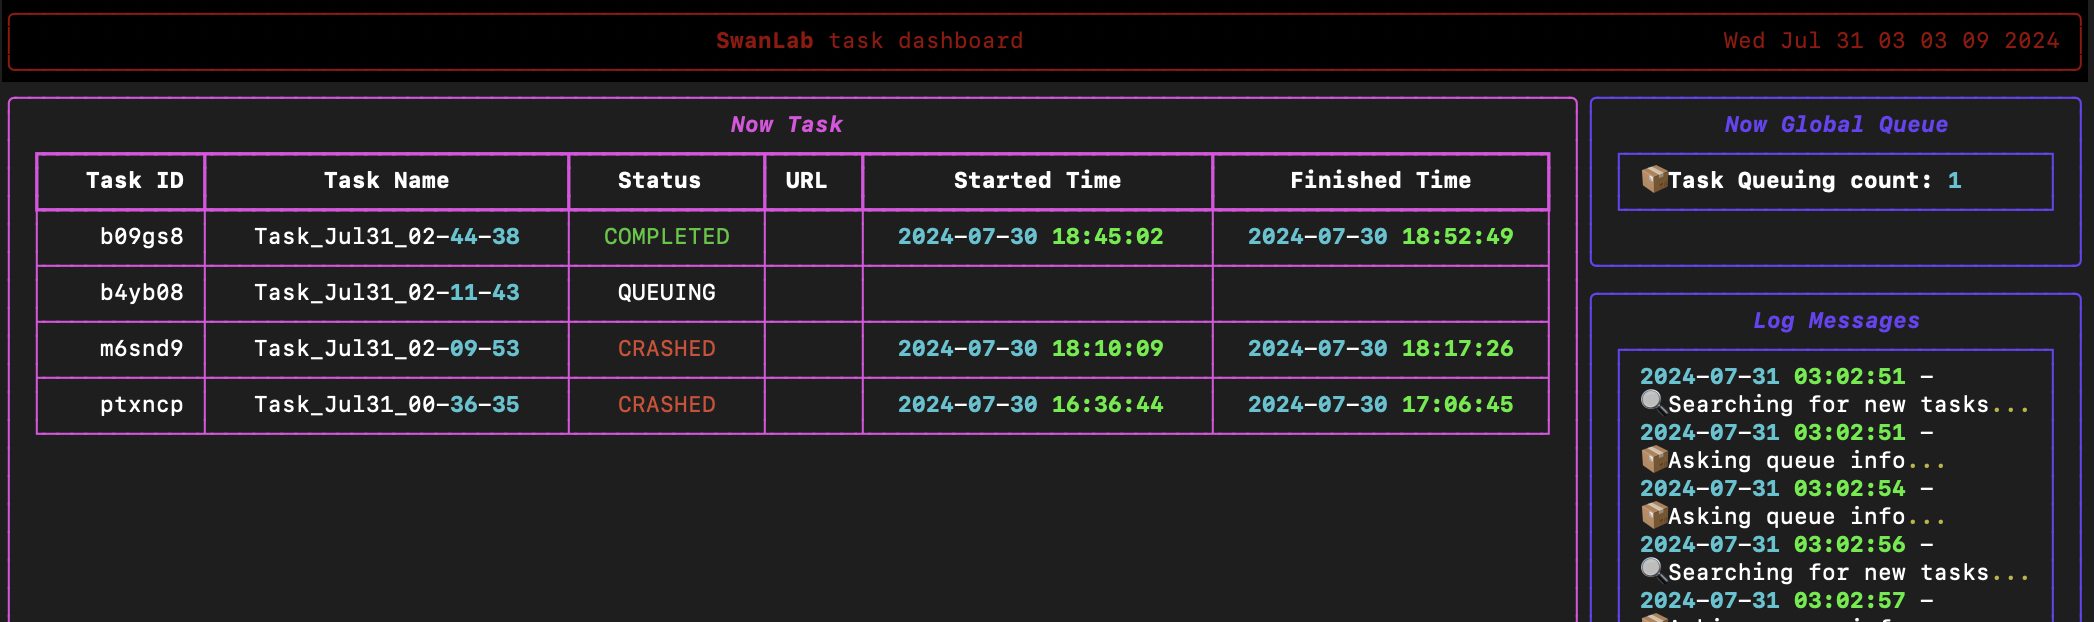 SwanLab task dashboard Wed Jul 31 03 03 09 2024
Now Task
Task ID Task Name Status URL Started Time Finished Time
b09gs8 Task_Jul31_02-44-38 COMPLETED 2024-07-30 18:45:02 2024-07-30 18:52:49
b4yb08 Task_Jul31_02-11-43 QUEUING
m6snd9 Task_Jul31_02-09-53 CRASHED 2024-07-30 18:10:09 2024-07-30 18:17:26
ptxncp Task_Jul31_00-36-35 CRASHED 2024-07-30 16:36:44 2024-07-30 17:06:45
Now Global Queue
📦Task Queuing count: 1
Log Messages
2024-07-31 03:02:51 -
🔍Searching for new tasks...
2024-07-31 03:02:51 -
📦Asking queue info...
2024-07-31 03:02:54 -
📦Asking queue info...
2024-07-31 03:02:56 -
🔍Searching for new tasks...
2024-07-31 03:02:57 -